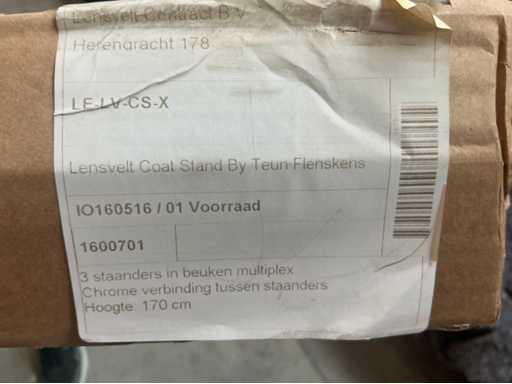 Lensvelt Contract B.V
Herengracht 178
LE-LV-CS-X
Lensvelt Coat Stand By Teun Flenskens
IO160516 / 01 Voorraad
1600701
3 staanders in beuken multiplex
Chrome verbinding tussen staanders
Hoogte: 170 cm